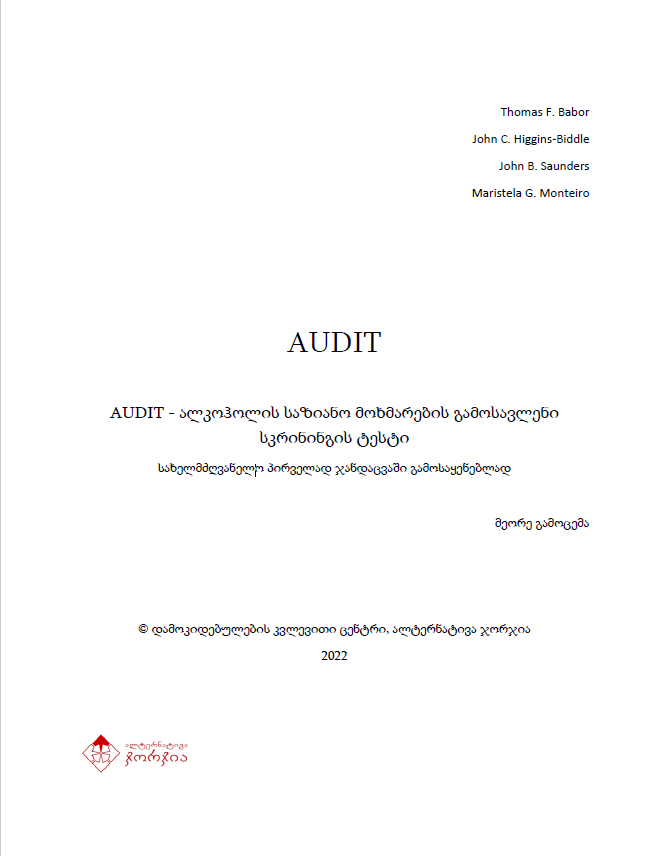 Thomas F. Babor
John C. Higgins-Biddle
John B. Saunders
Maristela G. Monteiro
AUDIT
AUDIT - ალკოჰოლის საზიანო მოხმარების გამოსავლენი
სკრინინგის ტესტი
სახელმძღვანელო პირველად ჯანდაცვაში გამოსაყენებლად
მეორე გამოცემა
© დამოკიდებულების კვლევითი ცენტრი, ალტერნატივა ჯორჯია
2022
ალტერნატივა
ჯორჯია